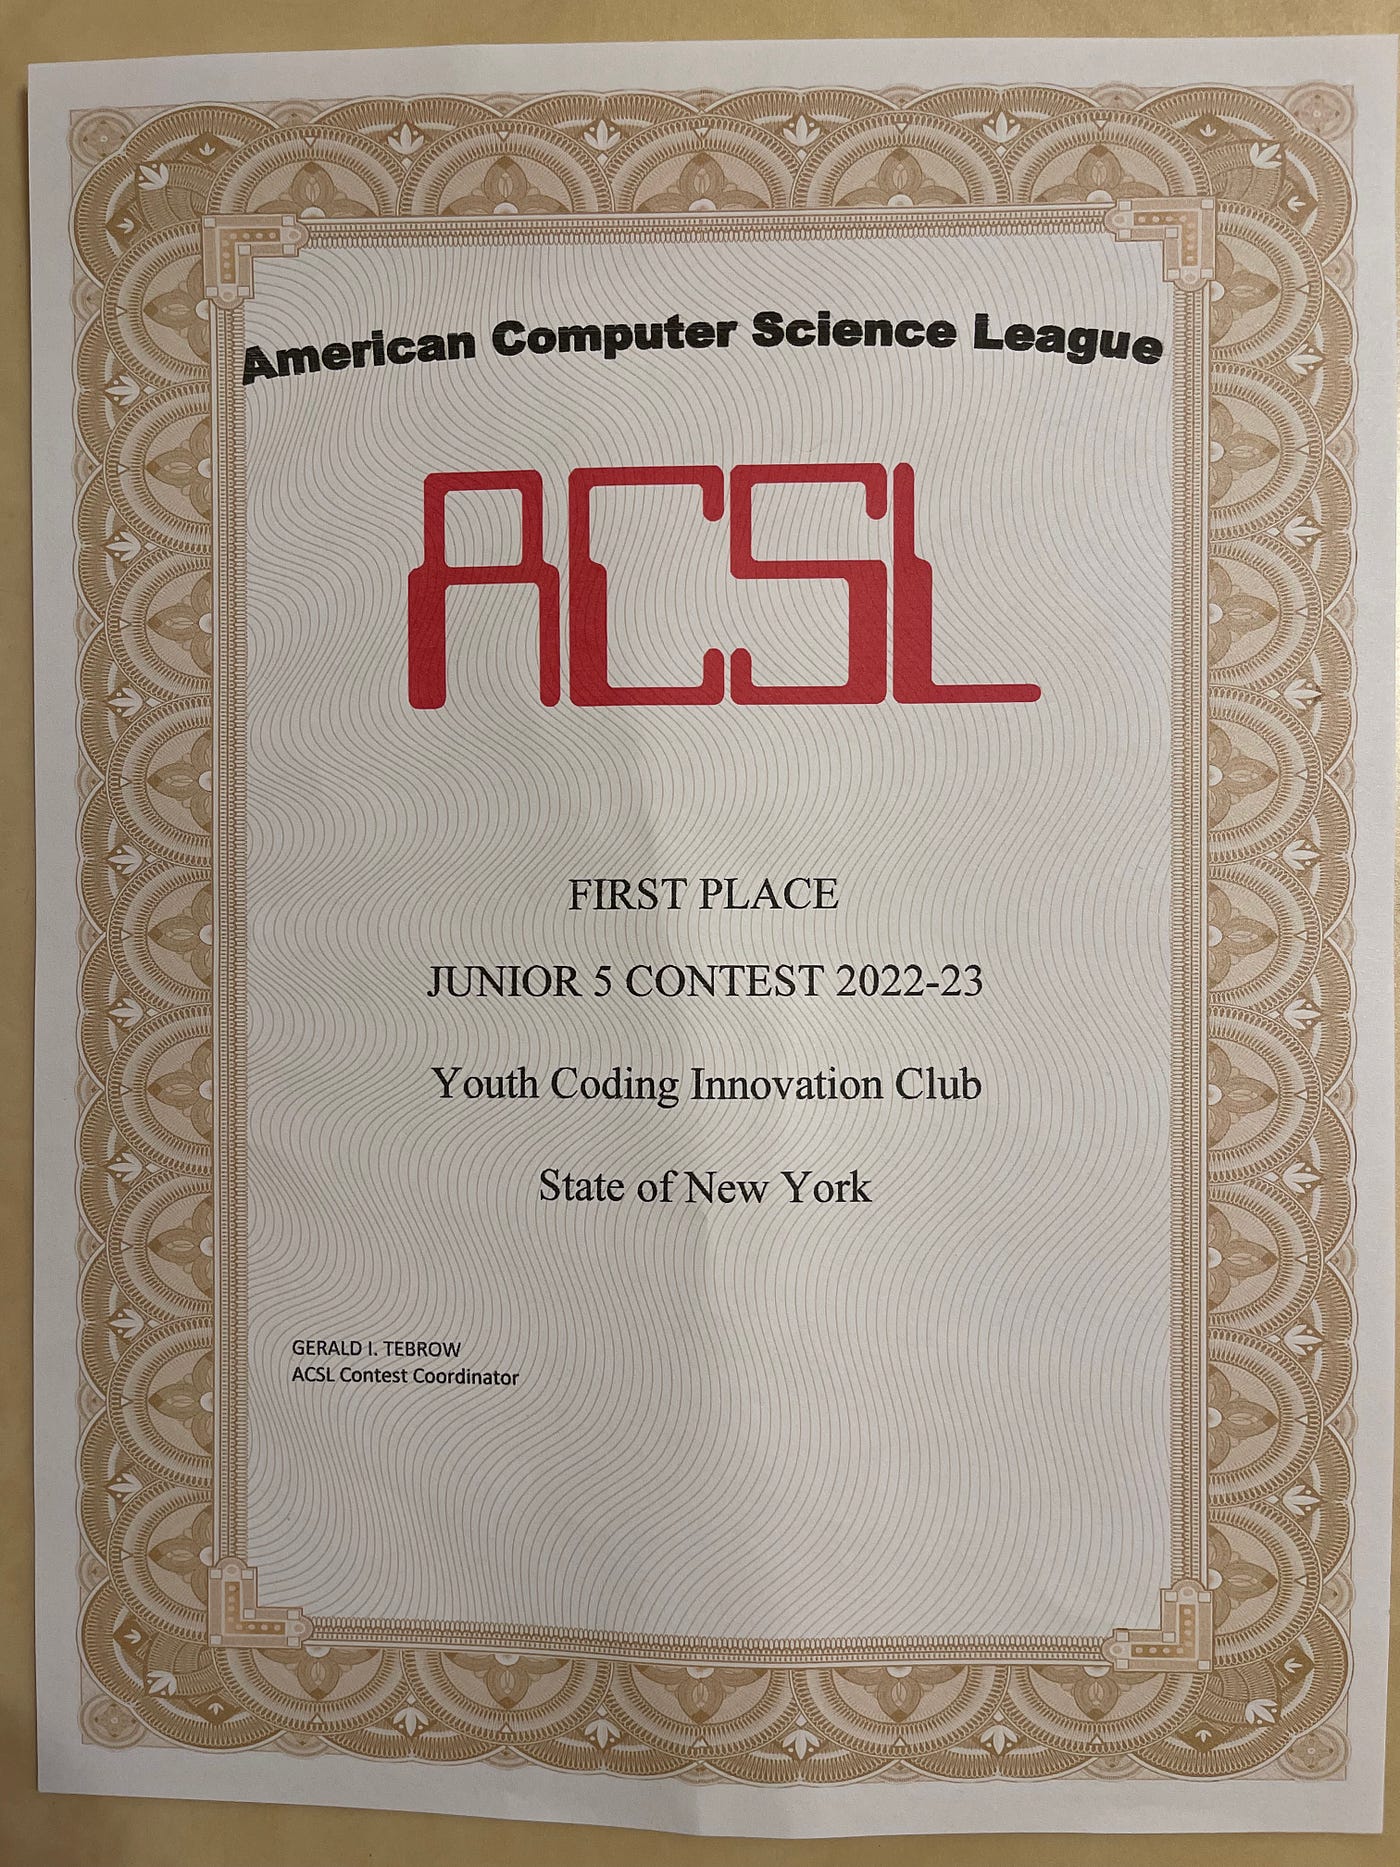 American Computer Science League
ACSL
FIRST PLACE
JUNIOR 5 CONTEST 2022-23
Youth Coding Innovation Club
State of New York
GERALD I. TEBROW
ACSL Contest Coordinator